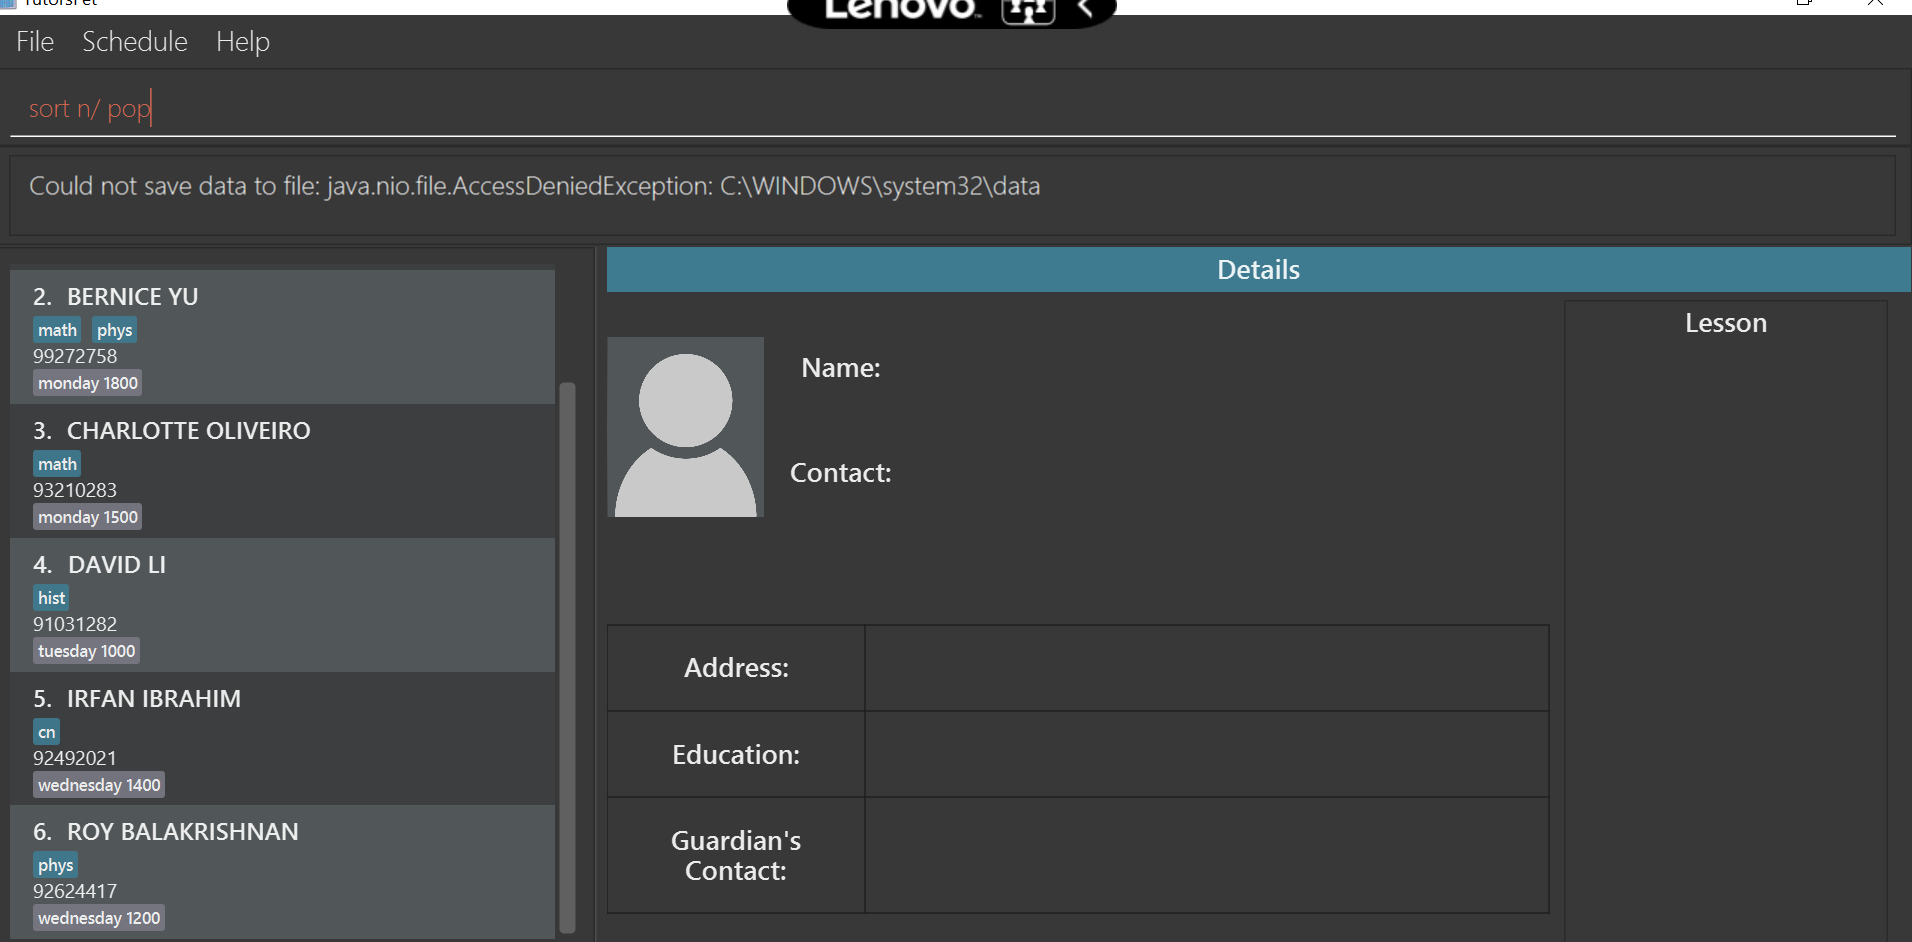 TutorsPet
Lenovo
File Schedule Help
sort n/ pop
Could not save data to file: java.nio.file.AccessDeniedException: C:\WINDOWS\system32\data
2. BERNICE YU
math phys
99272758
monday 1800
3. CHARLOTTE OLIVEIRO
math
93210283
monday 1500
4. DAVID LI
hist
91031282
tuesday 1000
5. IRFAN IBRAHIM
cn
92492021
wednesday 1400
6. ROY BALAKRISHNAN
phys
92624417
wednesday 1200
Details
Name:
Contact:
Address:
Education:
Guardian's
Contact:
Lesson